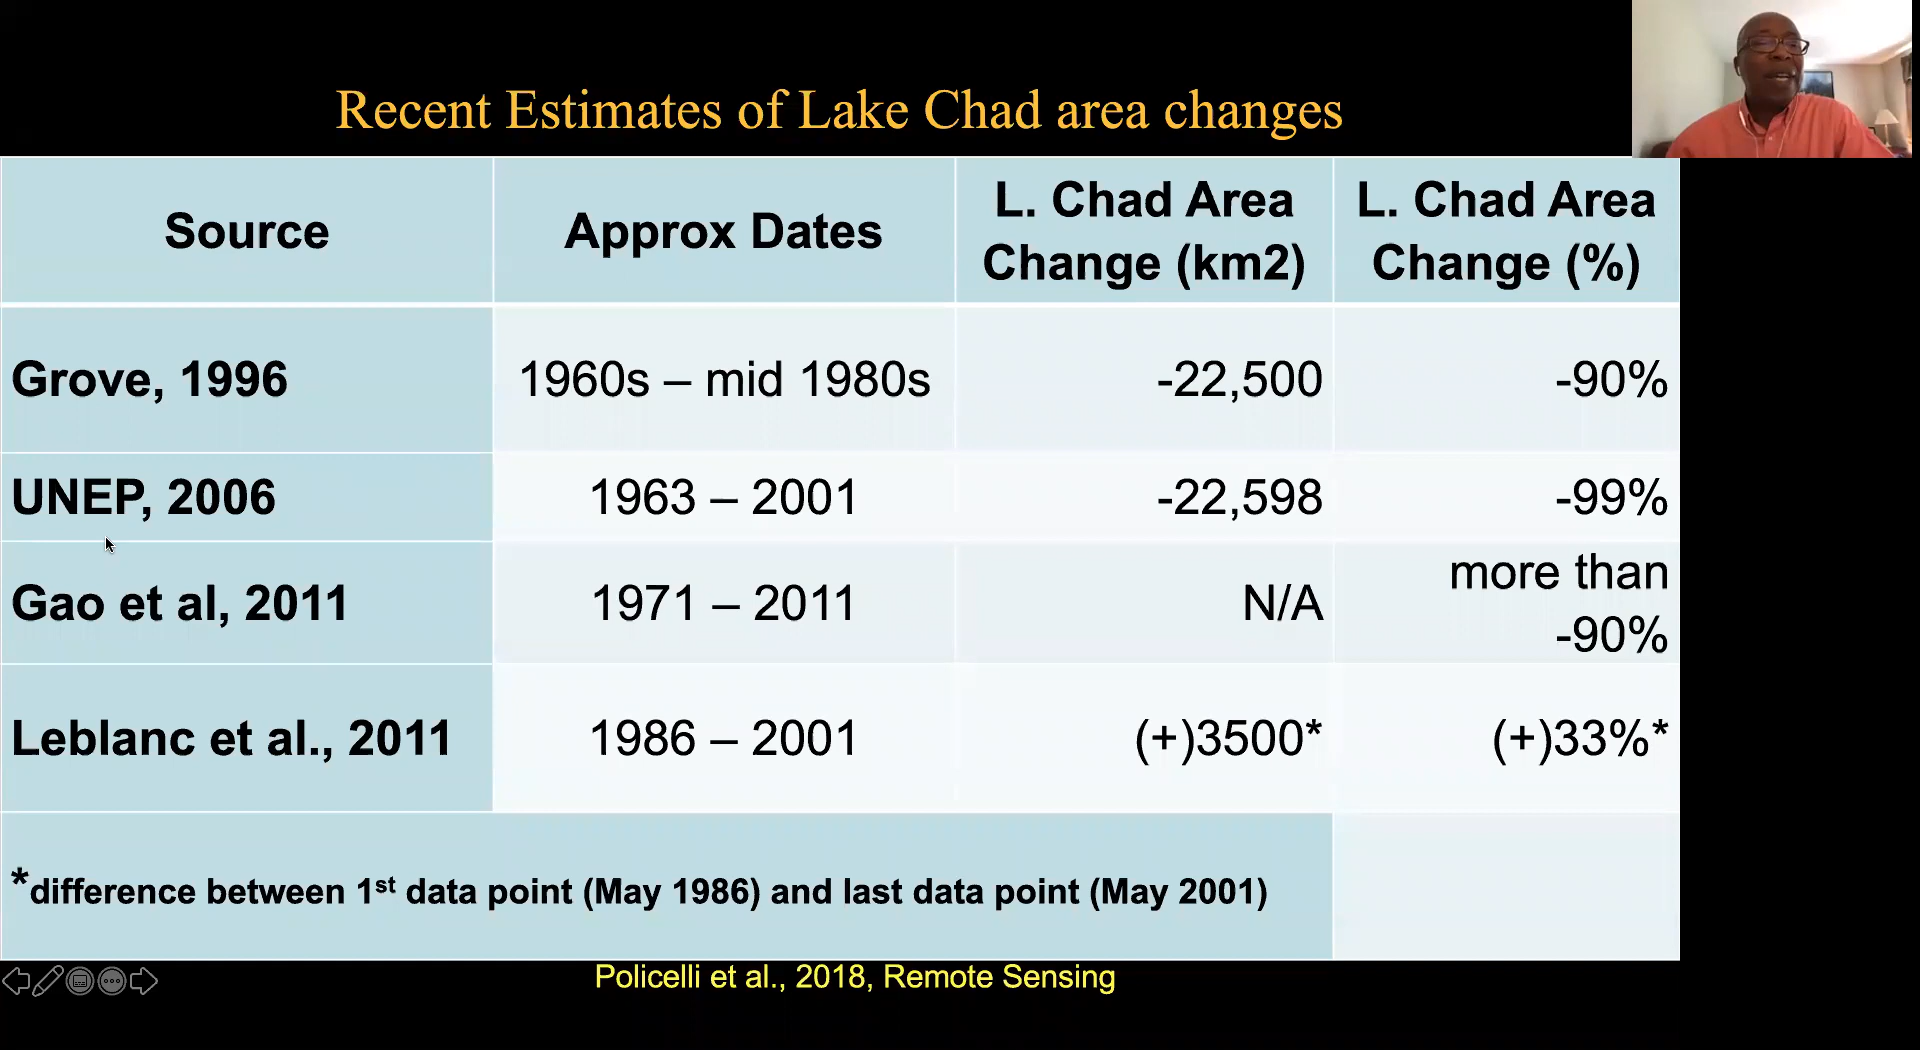 Recent Estimates of Lake Chad area changes
Source
Approx Dates
L. Chad Area
Change (km2)
L. Chad Area
Change (%)
Grove, 1996
1960s – mid 1980s
-22,500
-90%
UNEP, 2006
1963 – 2001
-22,598
-99%
Gao et al, 2011
1971 – 2011
N/A
more than
-90%
Leblanc et al., 2011
1986 – 2001
(+)3500*
(+)33%*
*difference between 1st data point (May 1986) and last data point (May 2001)
Policelli et al., 2018, Remote Sensing